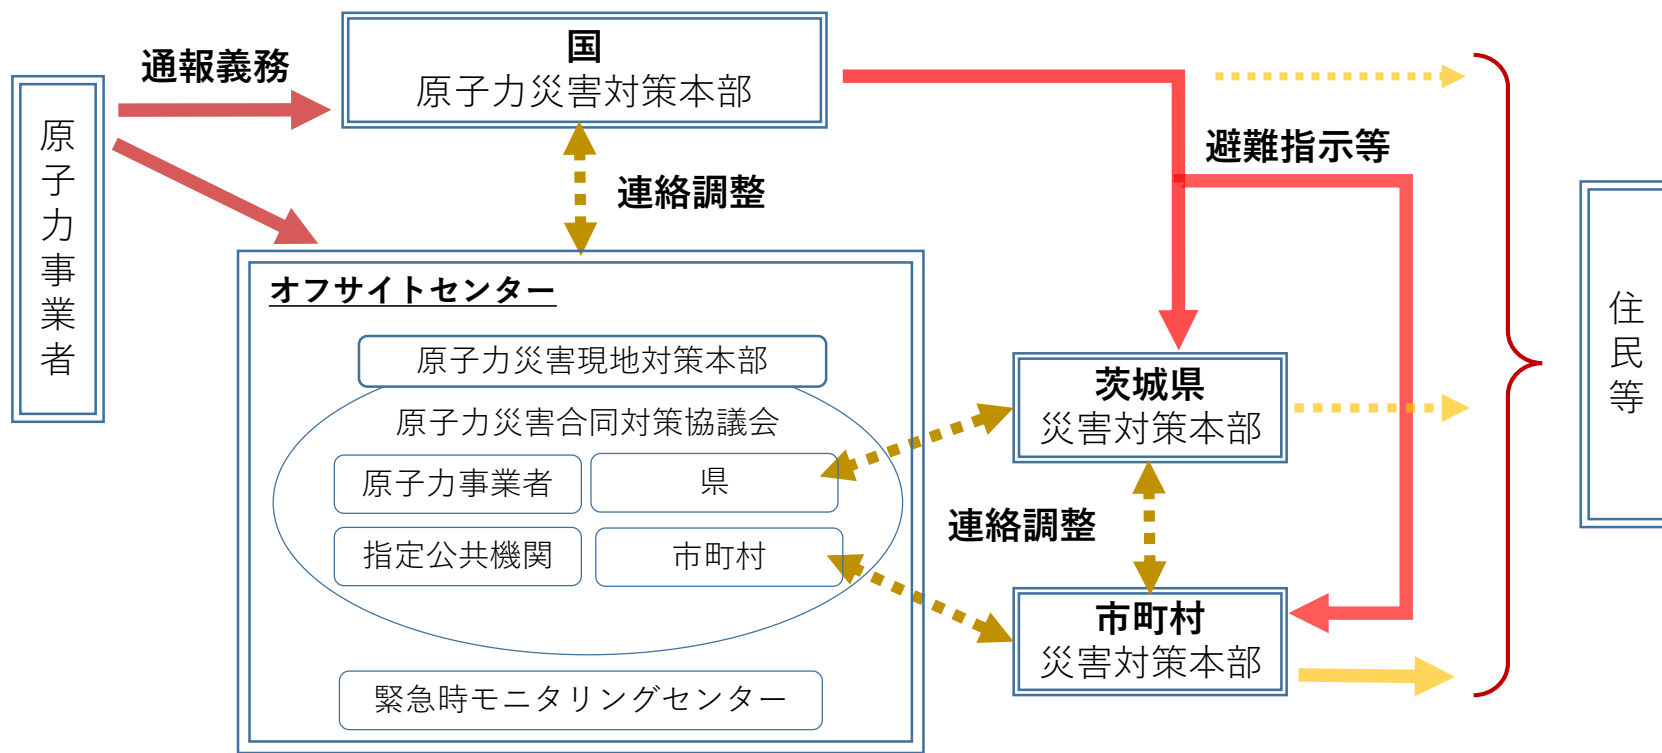 通報義務
国
原子力災害対策本部
原子力事業者
避難指示等
連絡調整
オフサイトセンター
原子力災害現地対策本部
原子力災害合同対策協議会
原子力事業者
県
指定公共機関
市町村
緊急時モニタリングセンター
茨城県
災害対策本部
連絡調整
市町村
災害対策本部
住民等